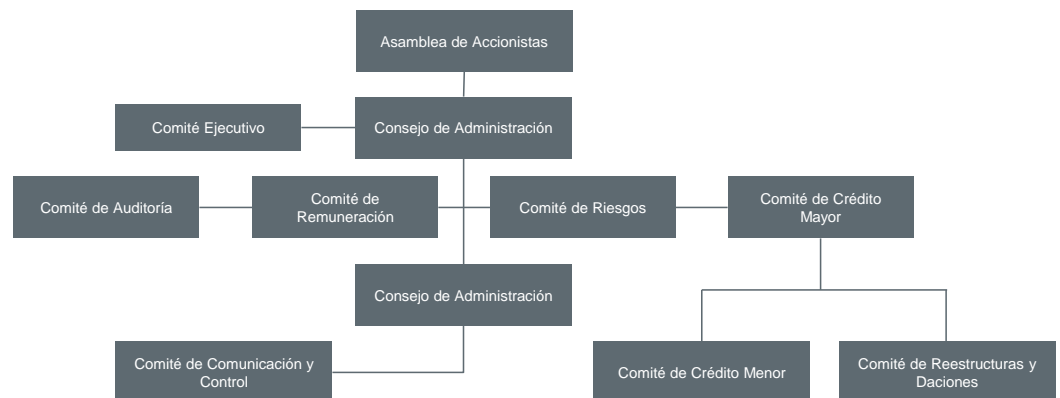 Asamblea de Accionistas
Comité Ejecutivo
Consejo de Administración
Comité de Auditoría
Comité de
Remuneración
Comité de Riesgos
Comité de Crédito
Mayor
Consejo de Administración
Comité de Comunicación y
Control
Comité de Crédito Menor
Comité de Reestructuras y
Daciones